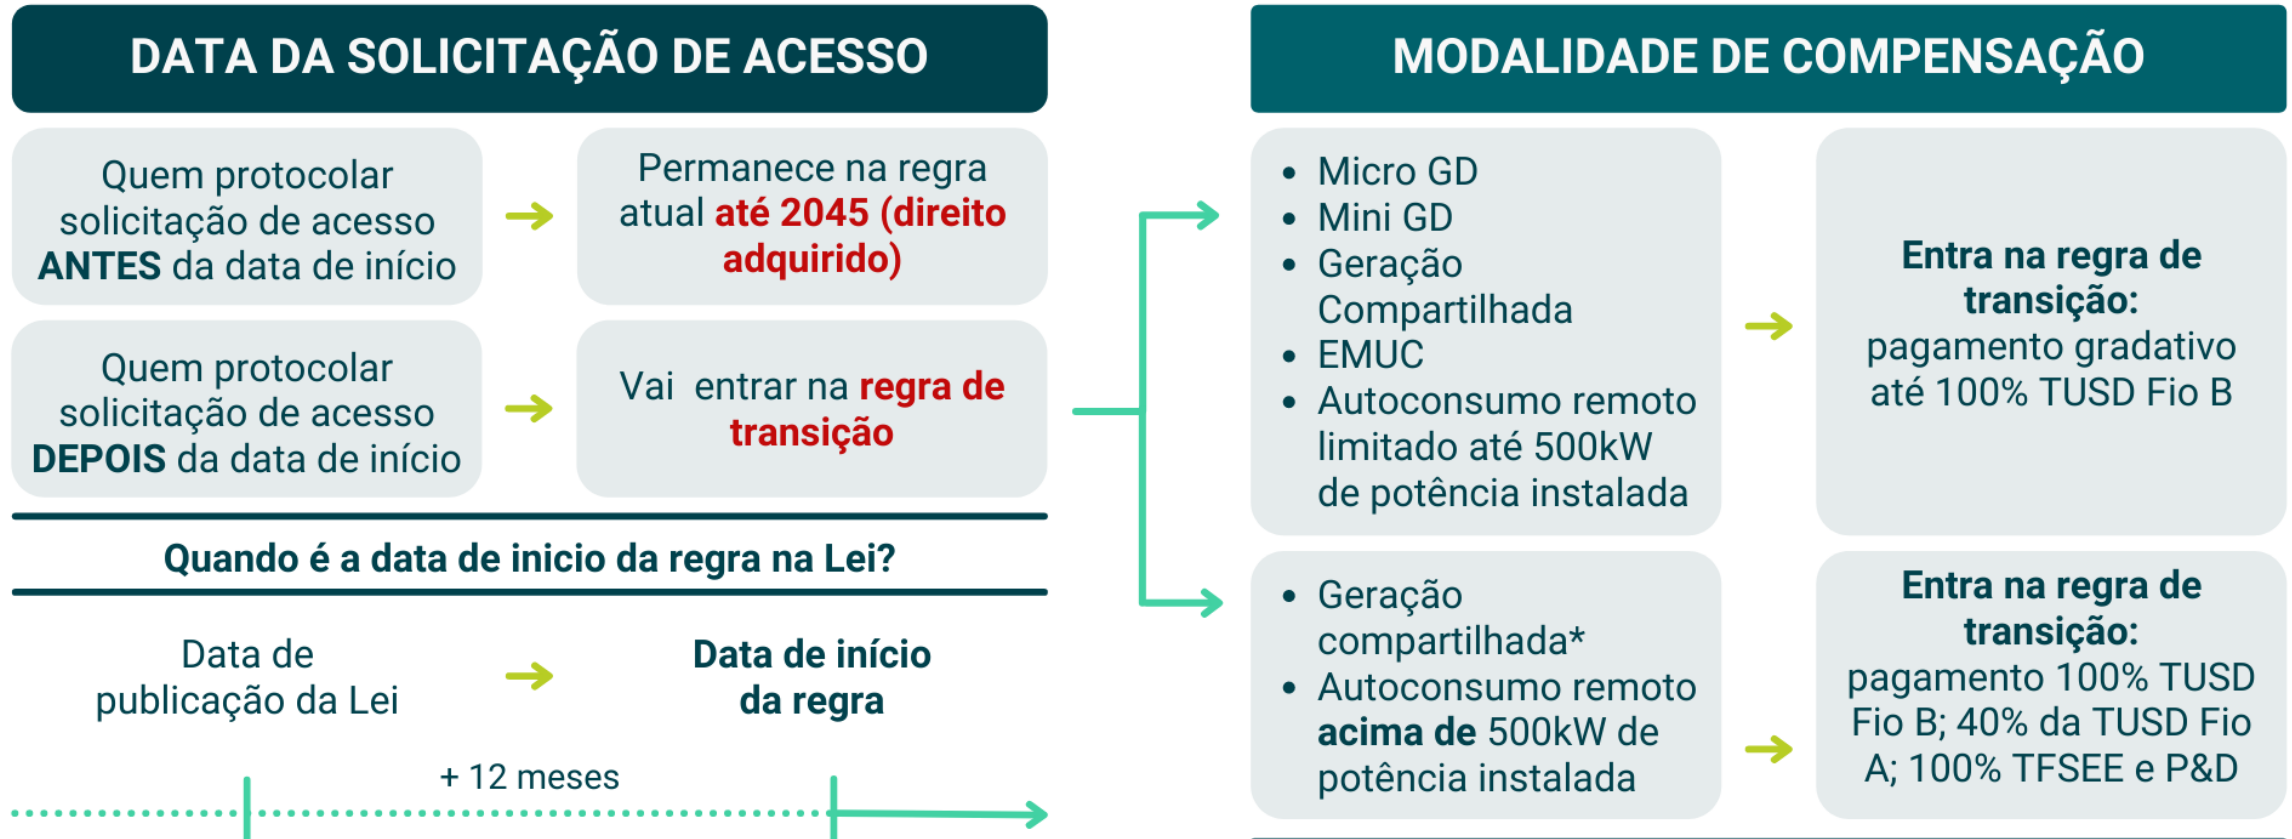 DATA DA SOLICITAÇÃO DE ACESSO
Quem protocolar
solicitação de acesso
ANTES da data de início
Permanece na regra
atual até 2045 (direito
adquirido)
Quem protocolar
solicitação de acesso
DEPOIS da data de início
Vai entrar na regra de
transição
Quando é a data de inicio da regra na Lei?
Data de
publicação da Lei
Data de início
da regra
+ 12 meses
MODALIDADE DE COMPENSAÇÃO
• Micro GD
• Mini GD
• Geração
Compartilhada
• EMUC
• Autoconsumo remoto
limitado até 500kW
de potência instalada
Entra na regra de
transição:
pagamento gradativo
até 100% TUSD Fio B
• Geração
compartilhada*
• Autoconsumo remoto
acima de 500kW de
potência instalada
Entra na regra de
transição:
pagamento 100% TUSD
Fio B; 40% da TUSD Fio
A; 100% TFSEE e P&D